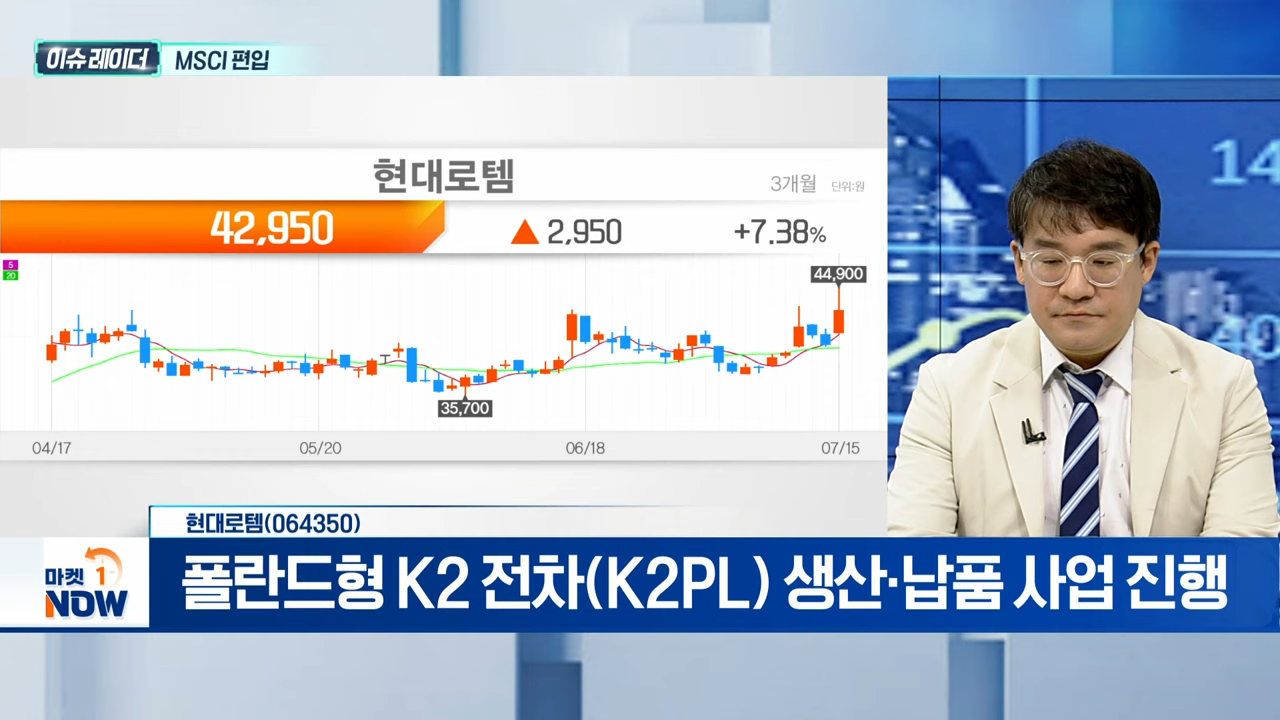 이슈레이더 MSCI 편입
현대로템
3개월 단위:원
42,950 ▲ 2,950 +7.38%
5
20
44,900
35,700
04/17 05/20 06/18 07/15
14
40
현대로템(064350)
마켓 1
NOW
폴란드형 K2 전차(K2PL) 생산·납품 사업 진행